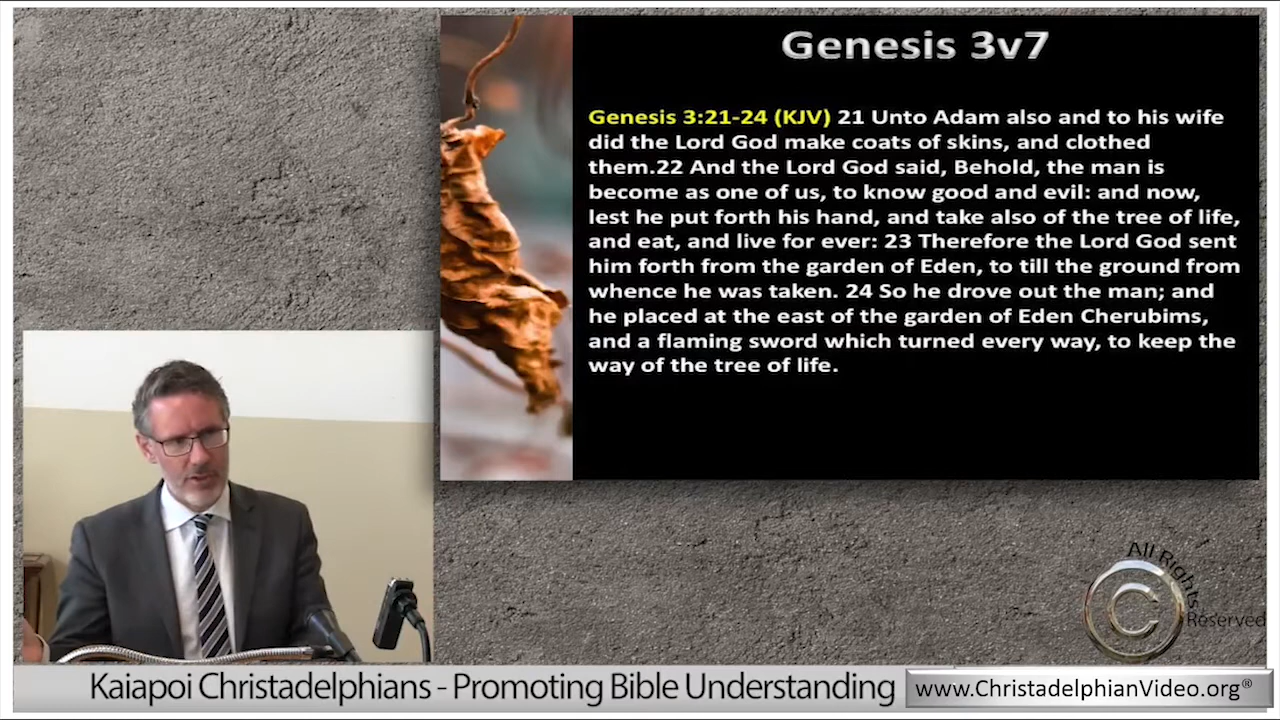 Genesis 3v7
Genesis 3:21-24 (KJV) 21 Unto Adam also and to his wife
did the Lord God make coats of skins, and clothed
them.22 And the Lord God said, Behold, the man is
become as one of us, to know good and evil: and now,
lest he put forth his hand, and take also of the tree of life,
and eat, and live for ever: 23 Therefore the Lord God sent
him forth from the garden of Eden, to till the ground from
whence he was taken. 24 So he drove out the man; and
he placed at the east of the garden of Eden Cherubims,
and a flaming sword which turned every way, to keep the
way of the tree of life.
All Rights
C
Reserved
Kaiapoi Christadelphians - Promoting Bible Understanding
www.ChristadelphianVideo.org®